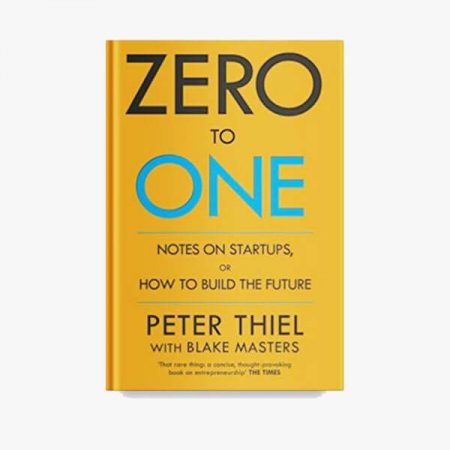 ZERO
TO
ONE
NOTES ON STARTUPS,
OR
HOW TO BUILD THE FUTURE
PETER THIEL
WITH BLAKE MASTERS
'That rare thing: a concise, thought-provoking
book on entrepreneurship' THE TIMES